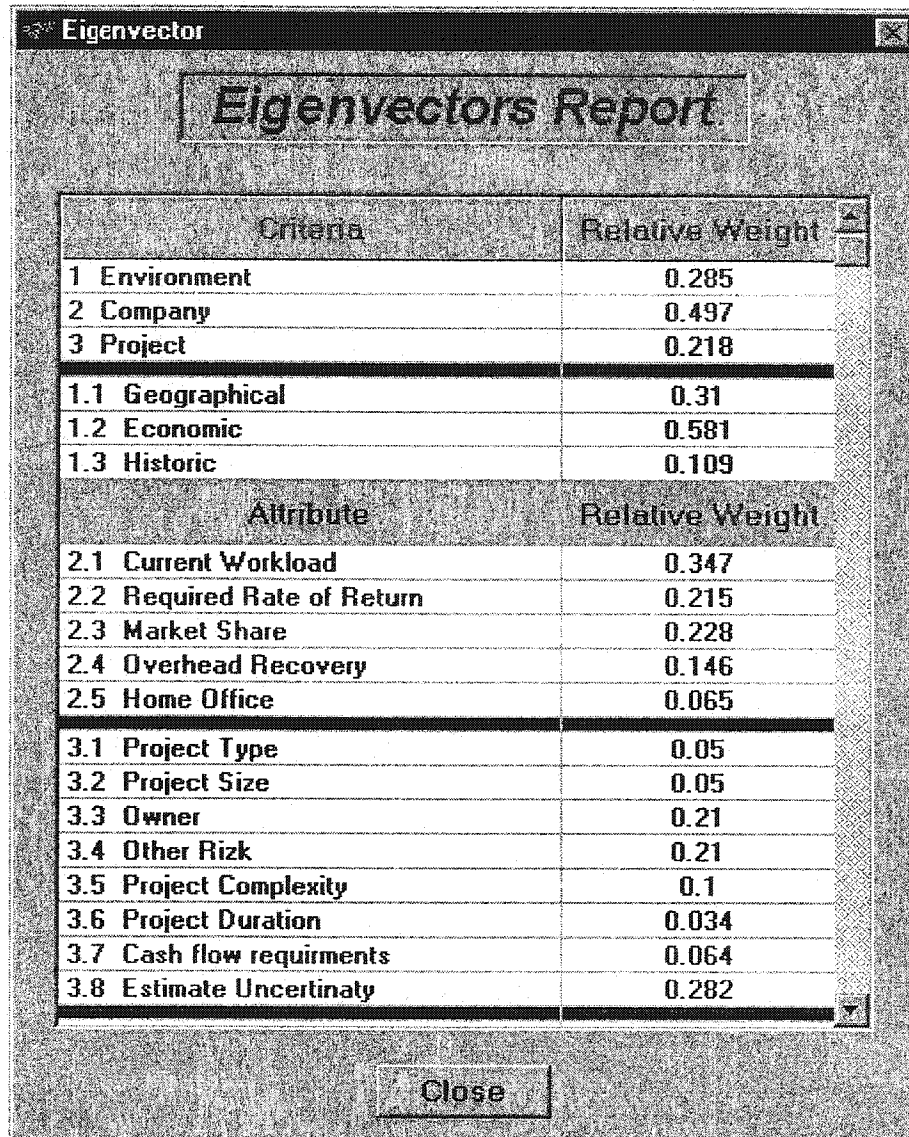 Eigenvector
Eigenvectors Report
Criteria Relative Weight
1 Environment 0.285
2 Company 0.497
3 Project 0.218
1.1 Geographical 0.31
1.2 Economic 0.581
1.3 Historic 0.109
Attribute Relative Weight
2.1 Current Workload 0.347
2.2 Required Rate of Return 0.215
2.3 Market Share 0.228
2.4 Overhead Recovery 0.146
2.5 Home Office 0.065
3.1 Project Type 0.05
3.2 Project Size 0.05
3.3 Owner 0.21
3.4 Other Rizk 0.21
3.5 Project Complexity 0.1
3.6 Project Duration 0.034
3.7 Cash flow requirments 0.064
3.8 Estimate Uncertinaty 0.282
Close